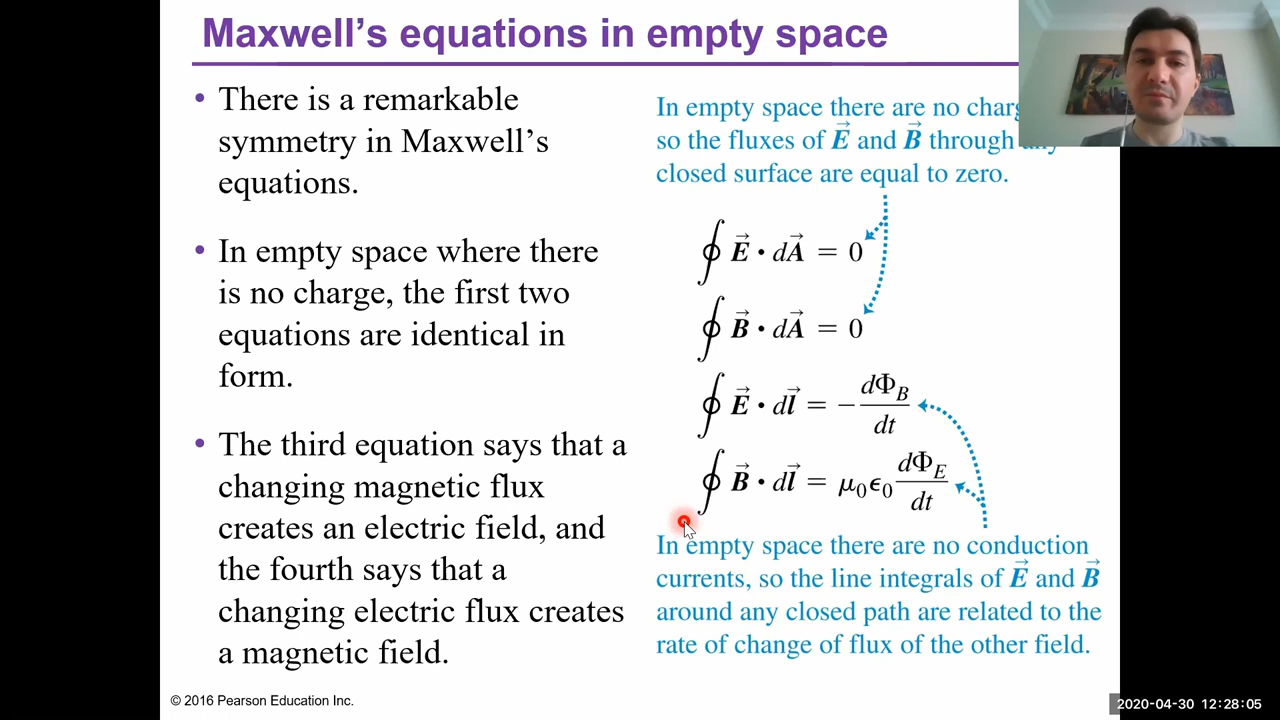 Maxwell's equations in empty space
• There is a remarkable
symmetry in Maxwell's
equations.
• In empty space where there
is no charge, the first two
equations are identical in
form.
• The third equation says that a
changing magnetic flux
creates an electric field, and
the fourth says that a
changing electric flux creates
a magnetic field.
In empty space there are no
so the fluxes of E⃗ and B⃗ through
closed surface are equal to zero.
∮ E⃗ · dA⃗ = 0
∮ B⃗ · dA⃗ = 0
∮ E⃗ · dl⃗ = − dΦ_B/dt
∮ B⃗ · dl⃗ = μ₀ϵ₀ dΦ_E/dt
In empty space there are no conduction
currents, so the line integrals of E⃗ and B⃗
around any closed path are related to the
rate of change of flux of the other field.
© 2016 Pearson Education Inc.
2020-04-30 12:28:05